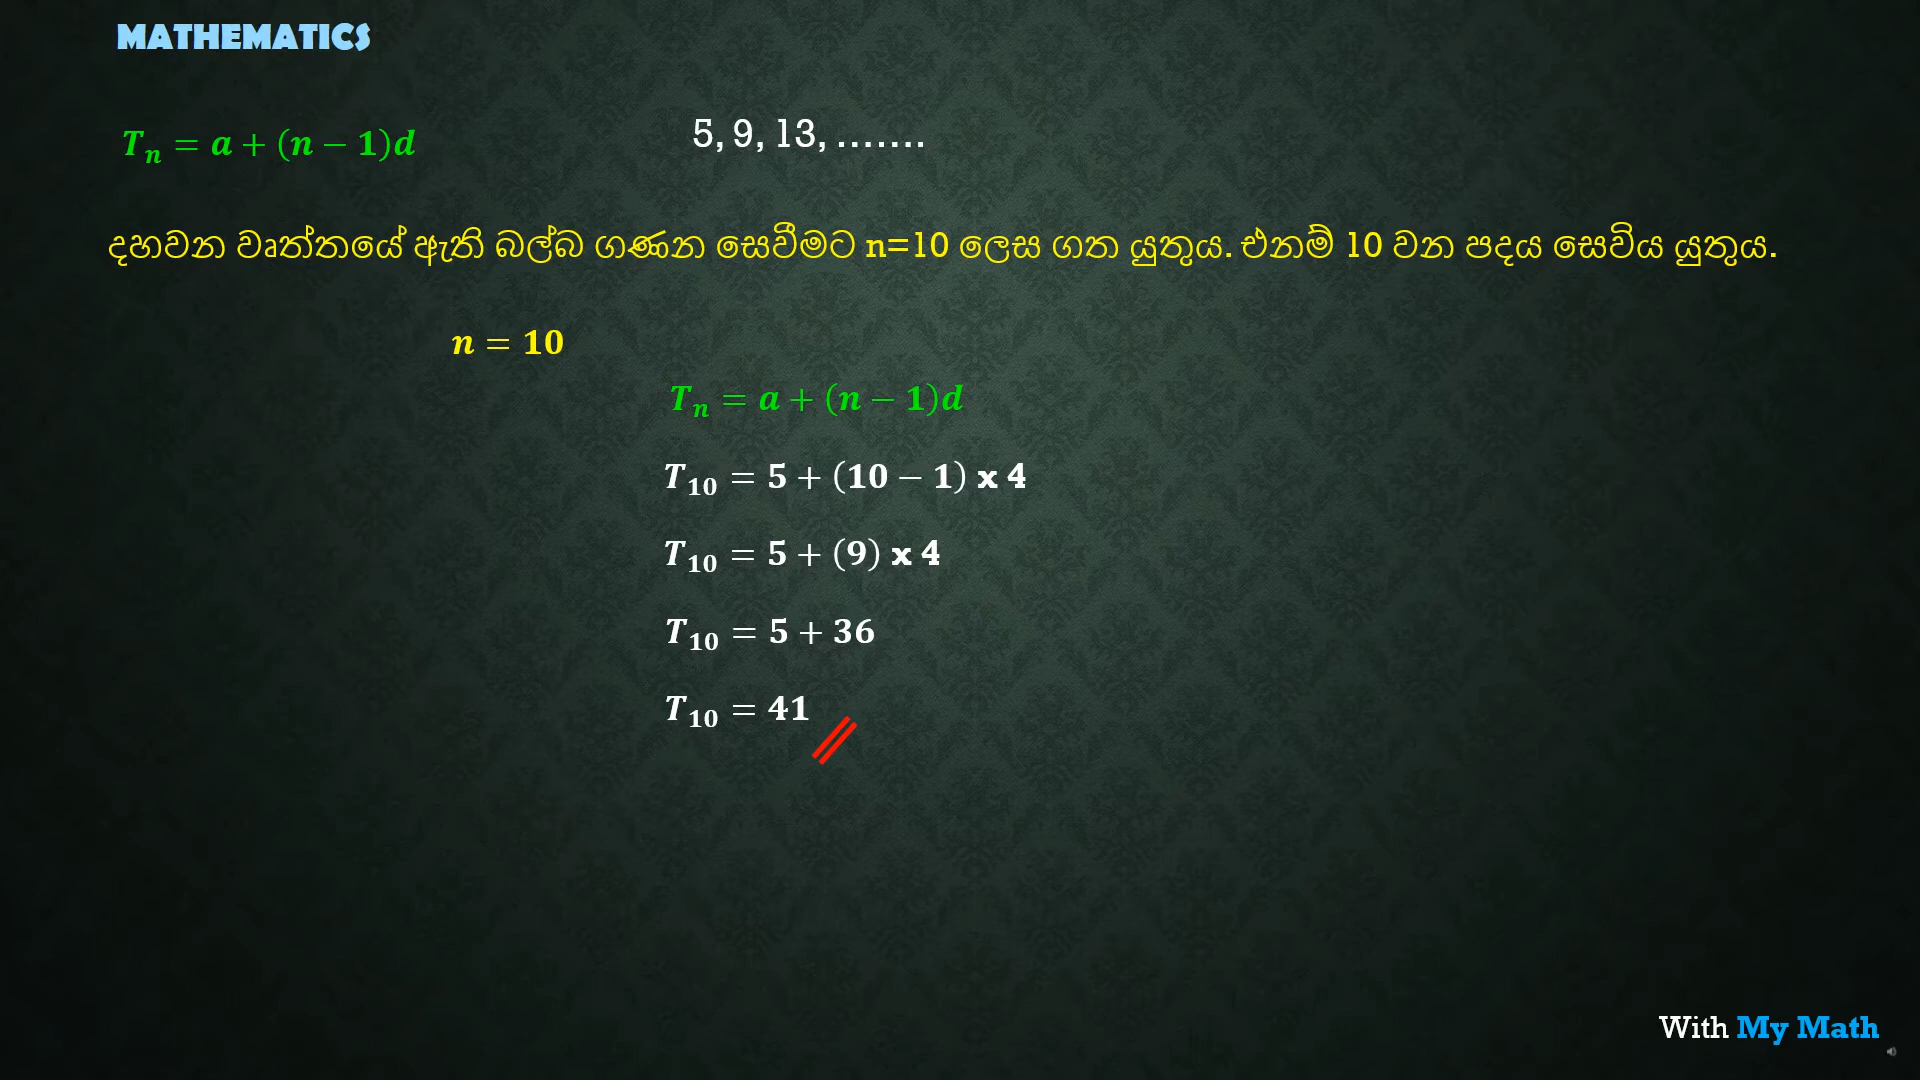 MATHEMATICS
Tₙ = a + (n − 1)d
5, 9, 13, .......
දහවන වෘත්තයේ ඇති බල්බ ගණන සෙවීමට n=10 ලෙස ගත යුතුය. එනම් 10 වන පදය සෙවිය යුතුය.
n = 10
Tₙ = a + (n − 1)d
T₁₀ = 5 + (10 − 1) x 4
T₁₀ = 5 + (9) x 4
T₁₀ = 5 + 36
T₁₀ = 41
With My Math